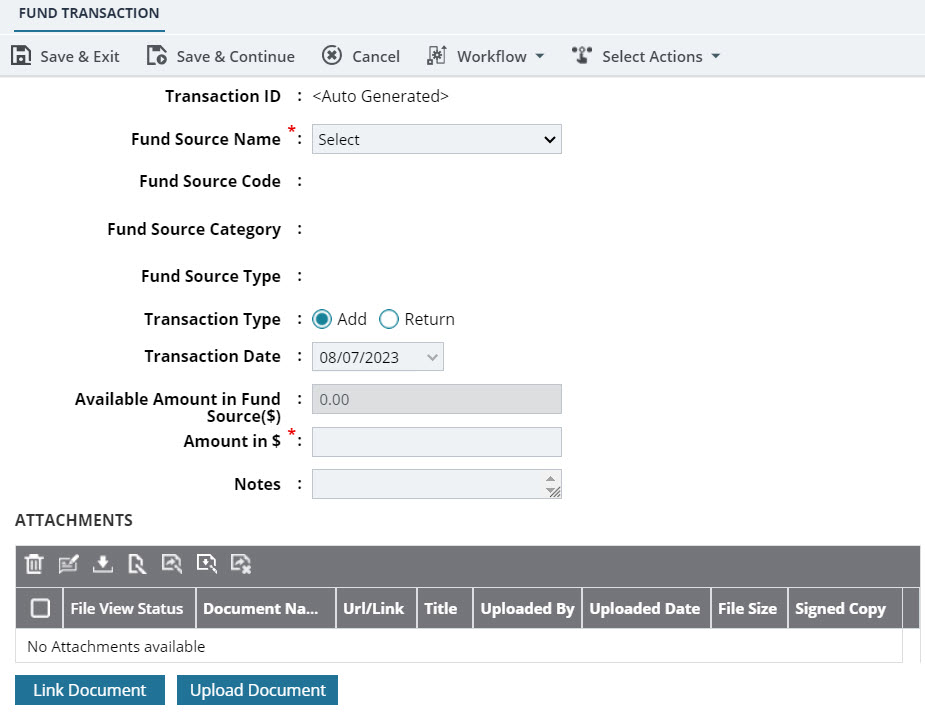 FUND TRANSACTION
Save & Exit Save & Continue Cancel Workflow Select Actions
Transaction ID : <Auto Generated>
Fund Source Name *: Select
Fund Source Code :
Fund Source Category :
Fund Source Type :
Transaction Type : Add Return
Transaction Date : 08/07/2023
Available Amount in Fund : 0.00
Source($)
Amount in $ *:
Notes :
ATTACHMENTS
File View Status Document Na... Url/Link Title Uploaded By Uploaded Date File Size Signed Copy
No Attachments available
Link Document Upload Document